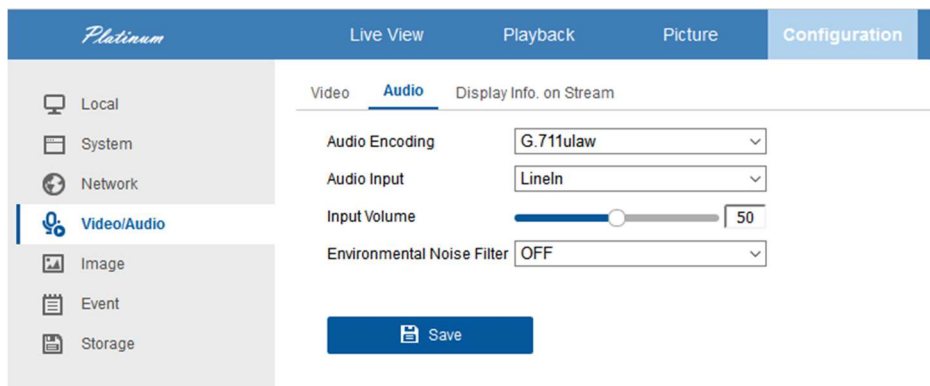 Platinum
Live View
Playback
Picture
Configuration
Local
System
Network
Video/Audio
Image
Event
Storage
Video
Audio
Display Info. on Stream
Audio Encoding G.711ulaw
Audio Input LineIn
Input Volume 50
Environmental Noise Filter OFF
Save